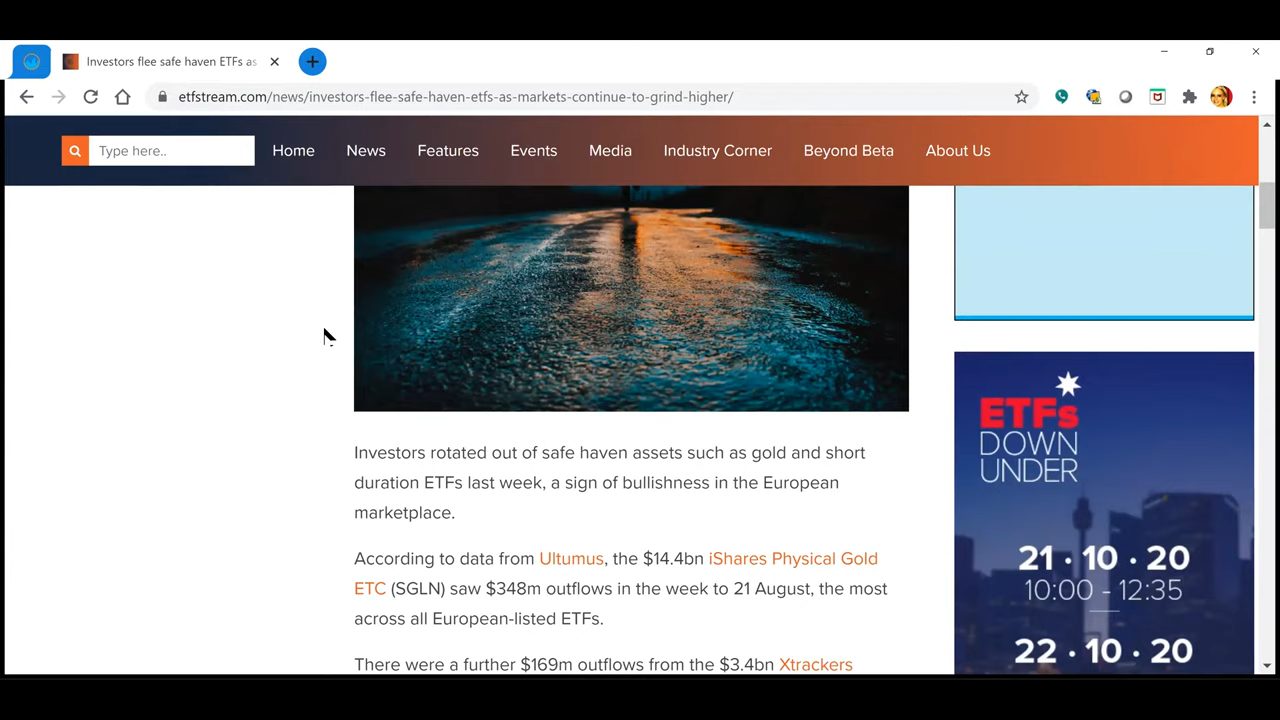 Investors flee safe haven ETFs as
etfstream.com/news/investors-flee-safe-haven-etfs-as-markets-continue-to-grind-higher/
Type here.. Home News Features Events Media Industry Corner Beyond Beta About Us
Investors rotated out of safe haven assets such as gold and short
duration ETFs last week, a sign of bullishness in the European
marketplace.
According to data from Ultumus, the $14.4bn iShares Physical Gold
ETC (SGLN) saw $348m outflows in the week to 21 August, the most
across all European-listed ETFs.
There were a further $169m outflows from the $3.4bn Xtrackers
ETFs
DOWN
UNDER
21 · 10 · 20
10:00 - 12:35
22 · 10 · 20